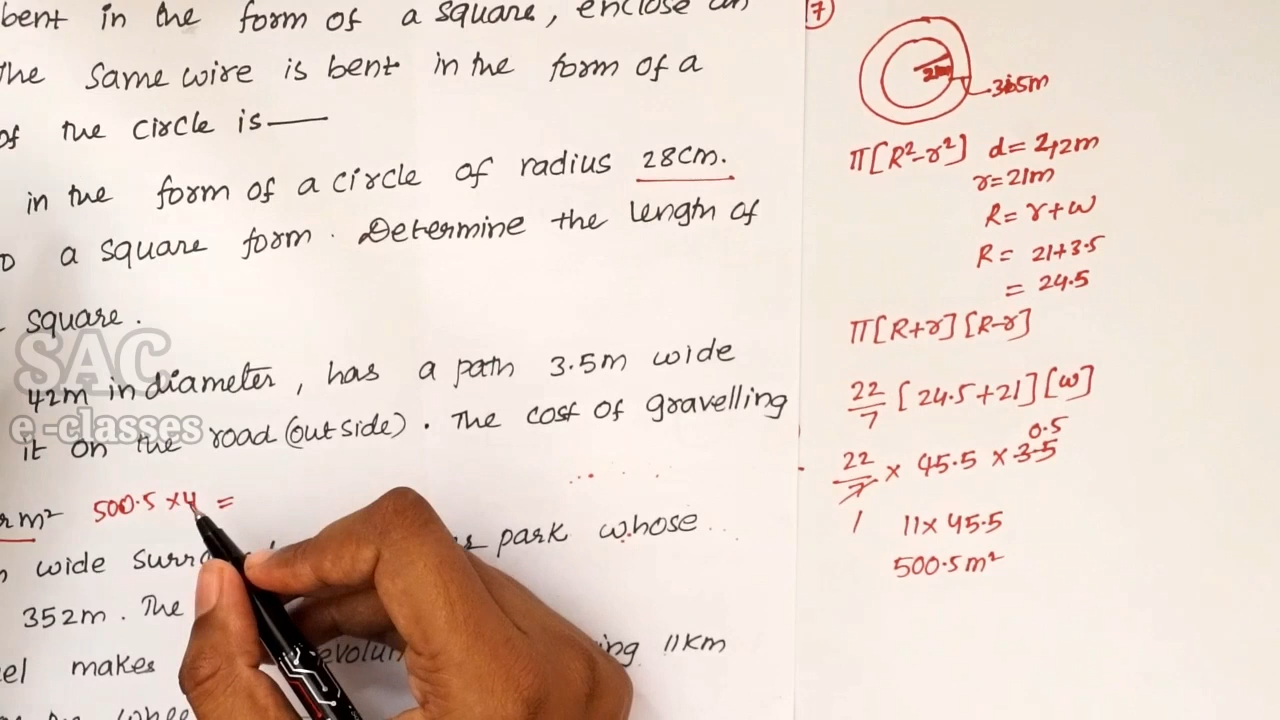 bent in the form of a square, enclose an
The same wire is bent in the form of a
of the circle is
in the form of a circle of radius 28cm.
a square form. Determine the length of
square.
SAC
e-classes
42m in diameter, has a path 3.5m wide
it on the road (outside). The cost of gravelling
m² 500.5 × 4 =
wide park whose
352m. The
makes 11km
7
3.5m
π[R²-r²] d= 42m
r=21m
R= r+w
R= 21+3.5
= 24.5
π[R+r][R-r]
22/7 [24.5+21][w]
0.5
22/7 × 45.5 × 3.5
1 11× 45.5
500.5m²